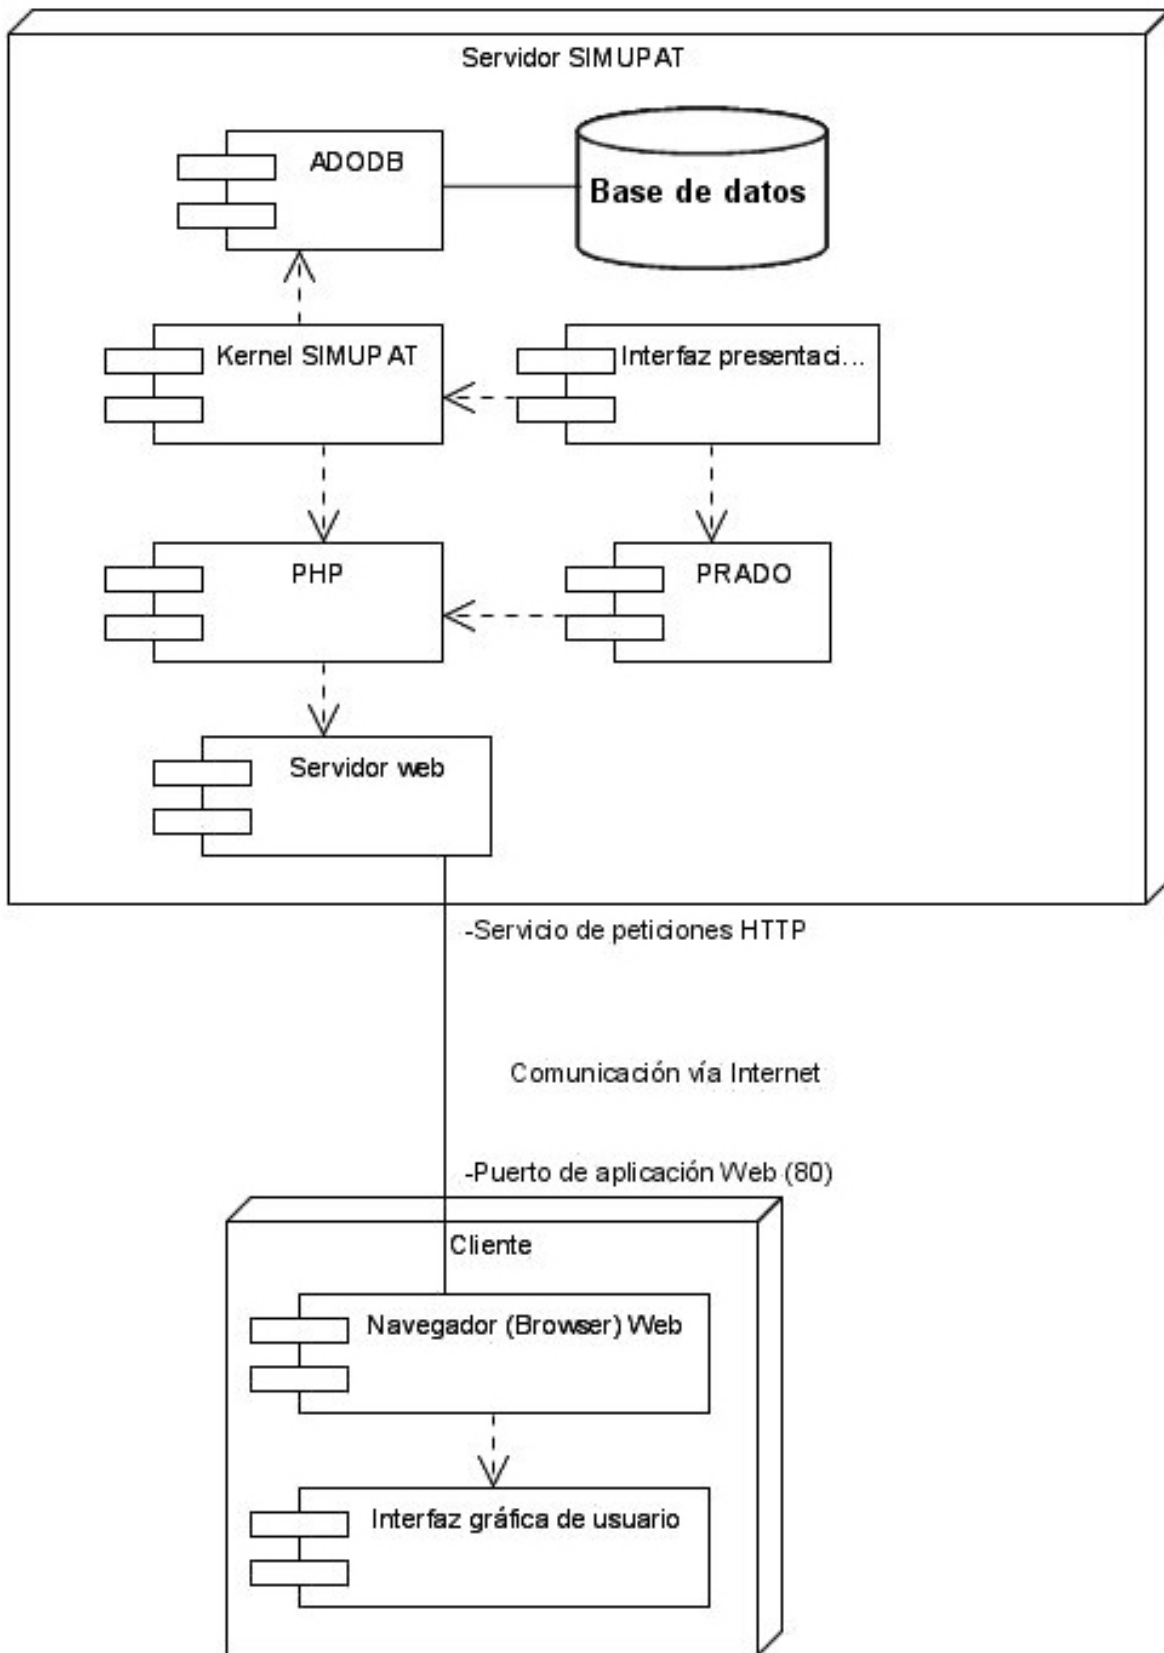 Servidor SIMUPAT
ADODB
Base de datos
Kernel SIMUPAT
Interfaz presentaci...
PHP
PRADO
Servidor web
-Servicio de peticiones HTTP
Comunicación vía Internet
-Puerto de aplicación Web (80)
Cliente
Navegador (Browser) Web
Interfaz gráfica de usuario